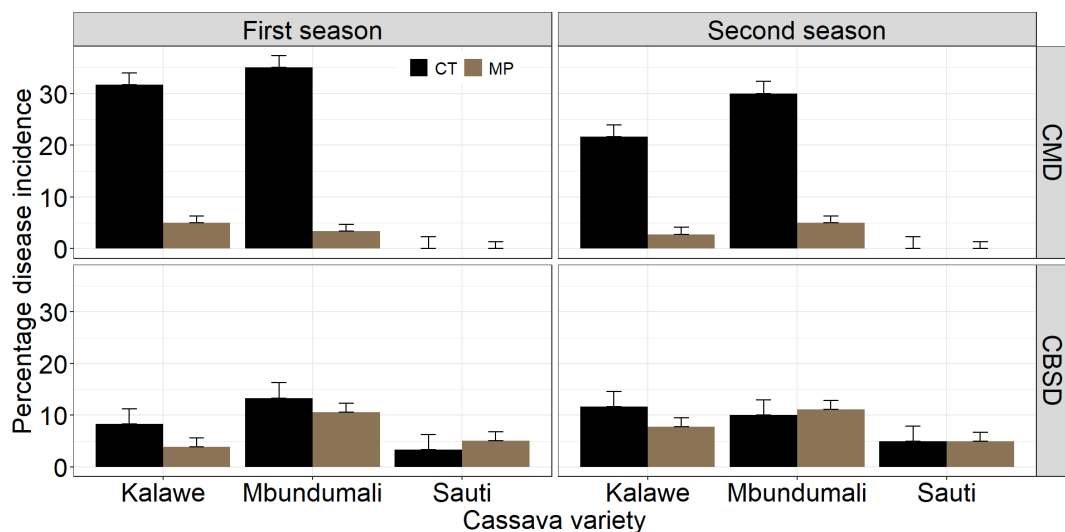 First season
Second season
CT MP
Percentage disease incidence
30
20
10
0
CMD
30
20
10
0
CBSD
Kalawe Mbundumali Sauti
Kalawe Mbundumali Sauti
Cassava variety